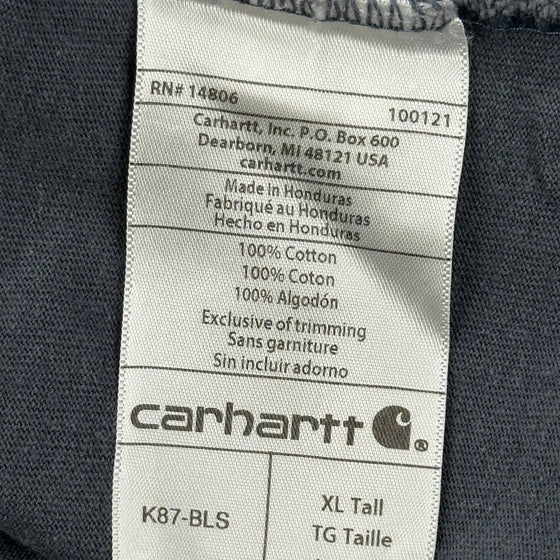 RN# 14806
100121
Carhartt, Inc. P.O. Box 600
Dearborn, MI 48121 USA
carhartt.com
Made in Honduras
Fabriqué au Honduras
Hecho en Honduras
100% Cotton
100% Coton
100% Algodón
Exclusive of trimming
Sans garniture
Sin incluir adorno
carhartt®
K87-BLS
XL Tall
TG Taille